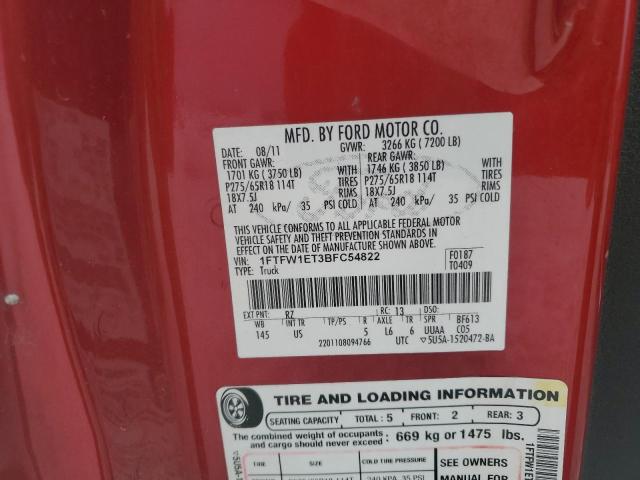 MFD. BY FORD MOTOR CO.
DATE: 08/11 GVWR: 3266 KG ( 7200 LB)
FRONT GAWR: REAR GAWR:
1701 KG ( 3750 LB) WITH 1746 KG ( 3850 LB) WITH
P275/65R18 114T TIRES P275/65R18 114T TIRES
18X7.5J RIMS 18X7.5J RIMS
AT 240 kPa/ 35 PSI COLD AT 240 kPa/ 35 PSI COLD
THIS VEHICLE CONFORMS TO ALL APPLICABLE FEDERAL MOTOR
VEHICLE SAFETY AND THEFT PREVENTION STANDARDS IN
EFFECT ON THE DATE OF MANUFACTURE SHOWN ABOVE.
VIN: 1FTFW1ET3BFC54822 F0187
TYPE: Truck T0409
EXT PNT: RZ RC: 13 DSO:
WB INT TR TP/PS R AXLE TR SPR BF613
145 US 5 L6 6 UUAA C05
2201108094766 UTC ▽5U5A-1520472-BA
TIRE AND LOADING INFORMATION
SEATING CAPACITY TOTAL : 5 FRONT: 2 REAR: 3
The combined weight of occupants
and cargo should never exceed : 669 kg or 1475 lbs.
TIRE SIZE COLD TIRE PRESSURE SEE OWNERS
240 KPA, 35 PSI MANUAL FOR